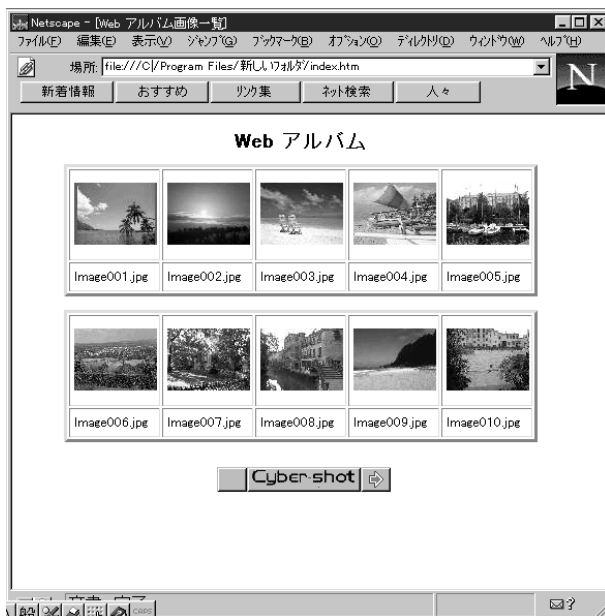 Netscape - [Web アルバム画像一覧]
ファイル(F) 編集(E) 表示(V) ジャンプ(G) ブックマーク(B) オプション(O) ディレクトリ(D) ウィンドウ(W) ヘルプ(H)
場所: file:///C|/Program Files/新しいフォルダ/index.htm
N
新着情報 おすすめ リンク集 ネット検索 人々
Web アルバム
Image001.jpg Image002.jpg Image003.jpg Image004.jpg Image005.jpg
Image006.jpg Image007.jpg Image008.jpg Image009.jpg Image010.jpg
Cyber-shot
般 CAPS